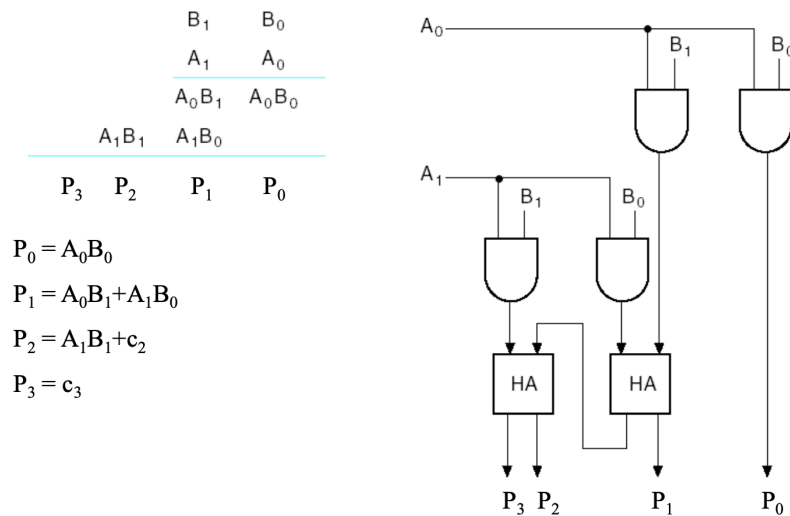 B₁ B₀
A₁ A₀
A₀B₁ A₀B₀
A₁B₁ A₁B₀
P₃ P₂ P₁ P₀
P₀ = A₀B₀
P₁ = A₀B₁+A₁B₀
P₂ = A₁B₁+c₂
P₃ = c₃
A₀
B₁ B₀
A₁
B₁ B₀
HA HA
P₃ P₂ P₁ P₀